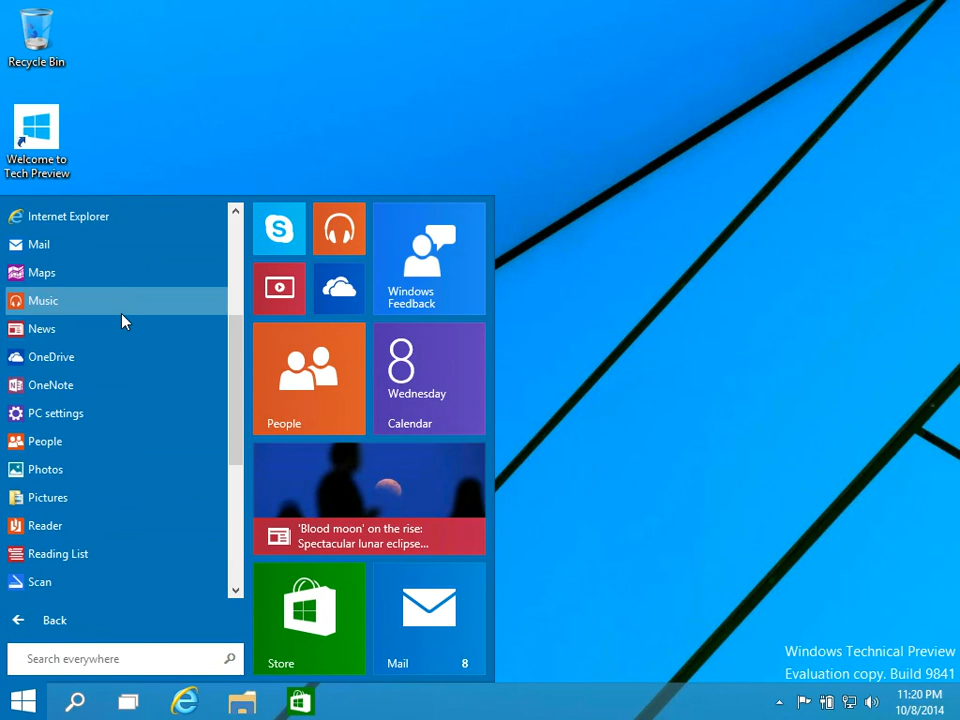 Recycle Bin
Welcome to
Tech Preview
Internet Explorer
Mail
Maps
Music
News
OneDrive
OneNote
PC settings
People
Photos
Pictures
Reader
Reading List
Scan
Back
Search everywhere
Windows
Feedback
People
8
Wednesday
Calendar
'Blood moon' on the rise:
Spectacular lunar eclipse...
Store
Mail 8
Windows Technical Preview
Evaluation copy. Build 9841
11:20 PM
10/8/2014